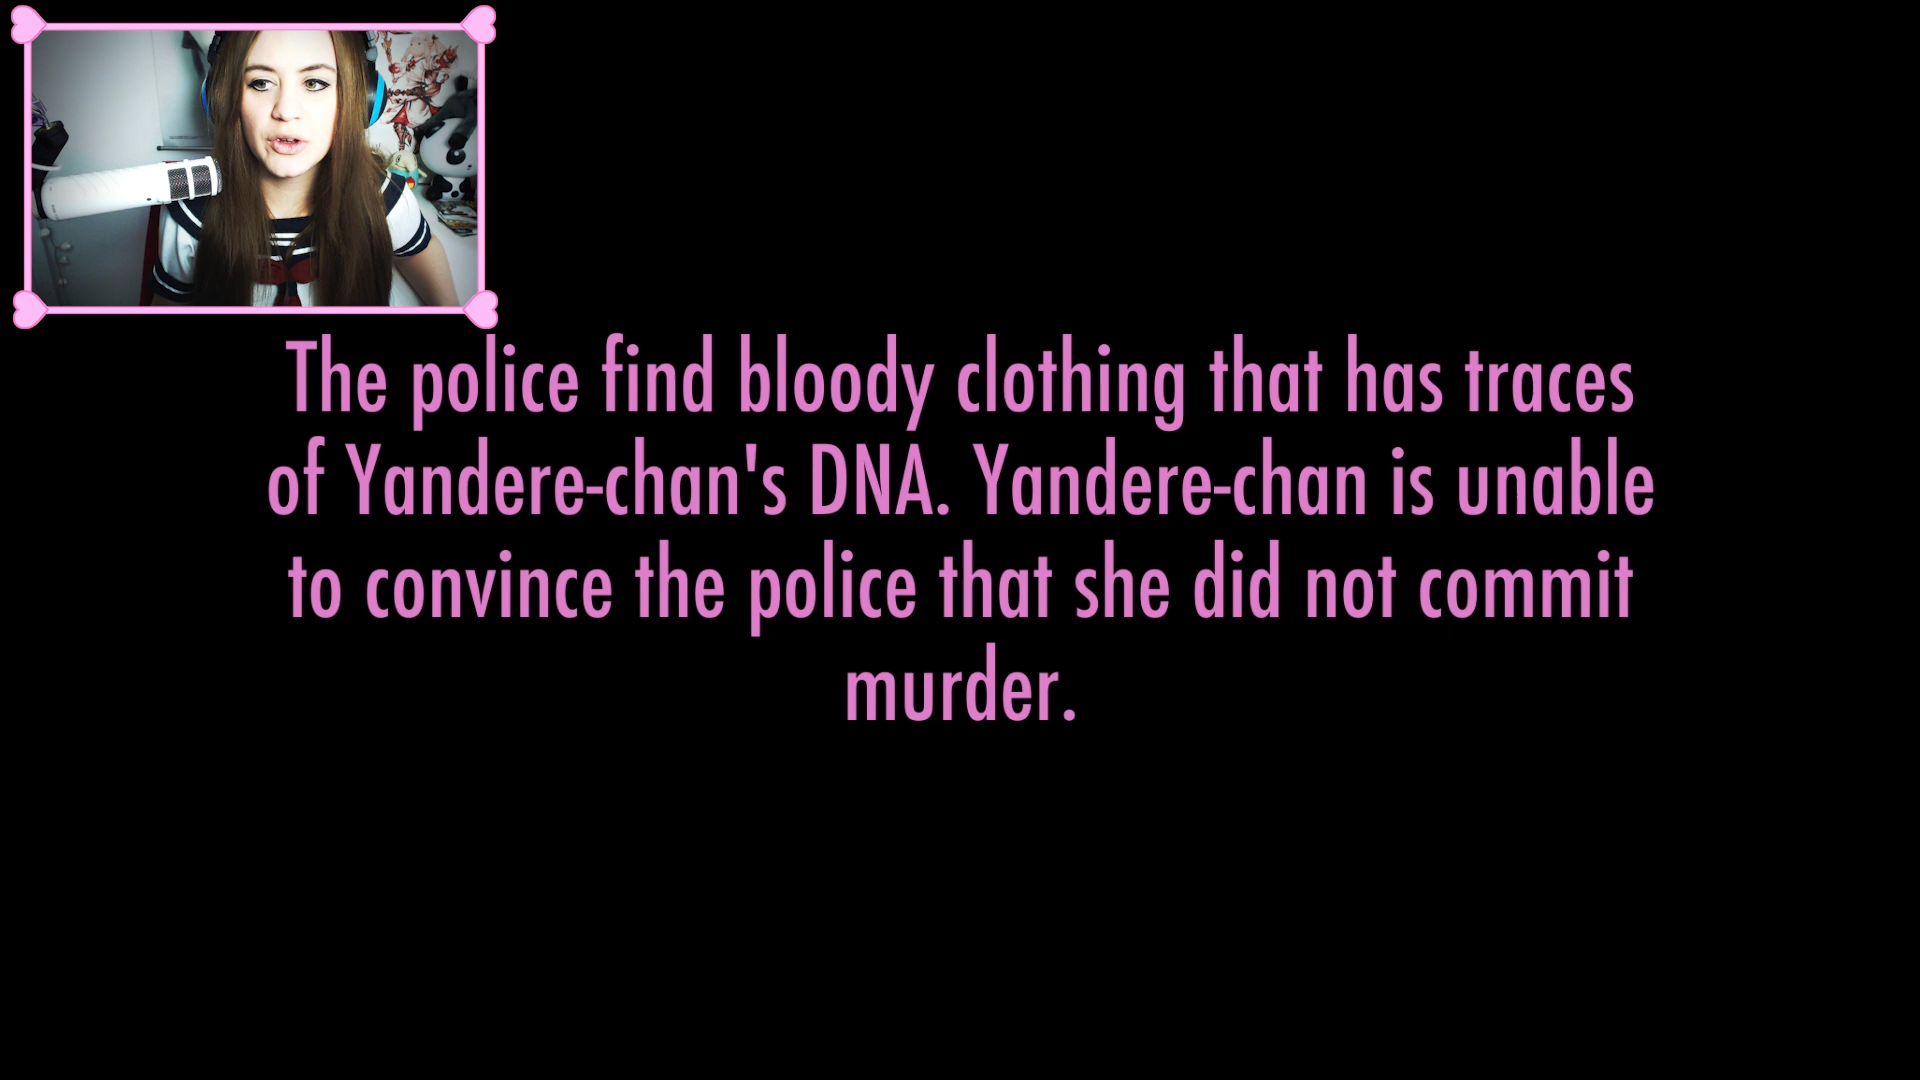 The police find bloody clothing that has traces
of Yandere-chan's DNA. Yandere-chan is unable
to convince the police that she did not commit
murder.